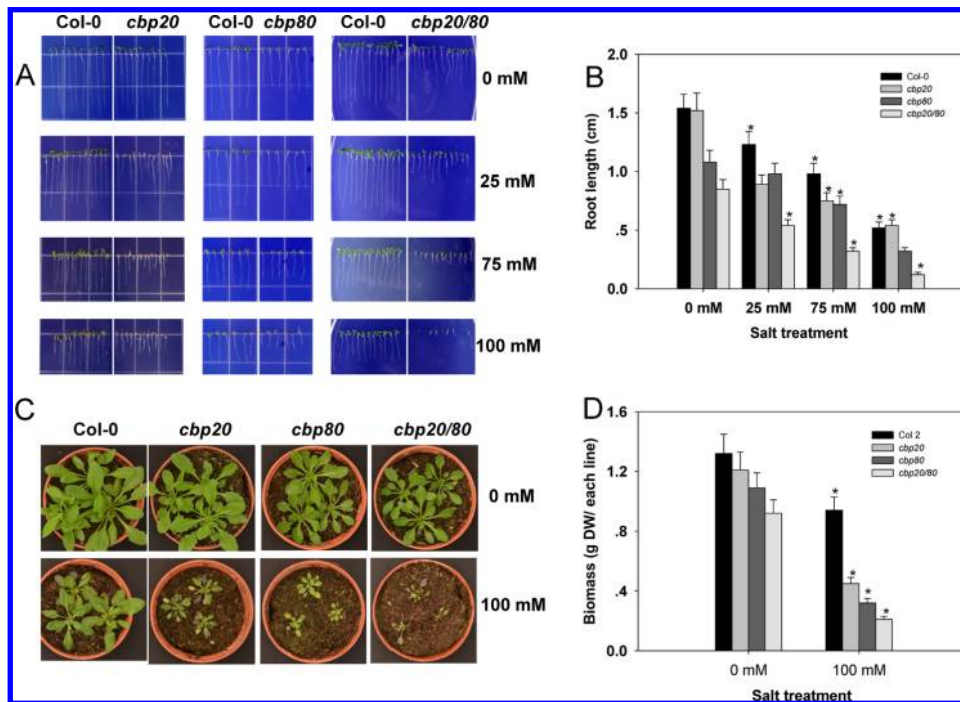 Col-0 cbp20 Col-0 cbp80 Col-0 cbp20/80
A
0 mM
25 mM
75 mM
100 mM
B
Root length (cm)
2.0
1.5
1.0
.5
0.0
Col-0
cbp20
cbp80
cbp20/80
*
*
*
* *
*
* *
*
0 mM 25 mM 75 mM 100 mM
Salt treatment
C
Col-0 cbp20 cbp80 cbp20/80
0 mM
100 mM
D
Biomass (g DW/ each line)
1.6
1.2
.8
.4
0.0
Col 2
cbp20
cbp80
cbp20/80
*
*
*
*
0 mM 100 mM
Salt treatment